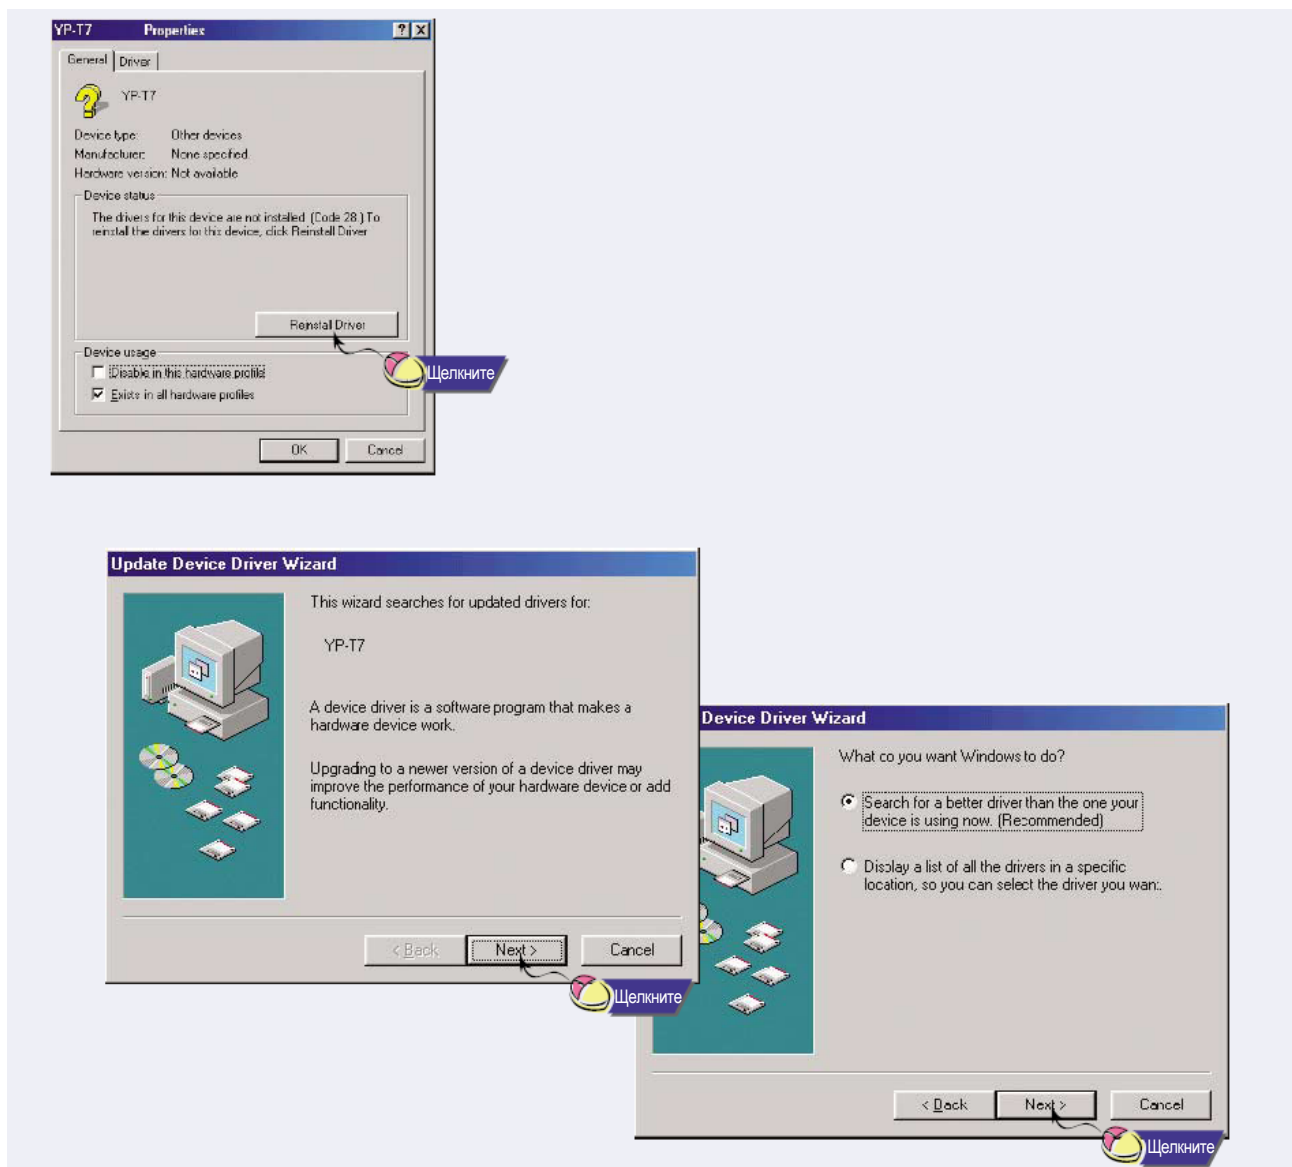 YP-T7 Properties
General Driver
YP-T7
Device type: Other devices
Manufacturer: None specified
Hardware version: Not available
Device status
The drivers for this device are not installed. (Code 28.) To
reinstall the drivers for this device, click Reinstall Driver
Reinstall Driver
Щелкните
Device usage
Disable in this hardware profile
Exists in all hardware profiles
OK Cancel
Update Device Driver Wizard
This wizard searches for updated drivers for:
YP-T7
A device driver is a software program that makes a
hardware device work.
Upgrading to a newer version of a device driver may
improve the performance of your hardware device or add
functionality.
< Back Next > Cancel
Щелкните
Device Driver Wizard
What do you want Windows to do?
Search for a better driver than the one your
device is using now. (Recommended)
Display a list of all the drivers in a specific
location, so you can select the driver you want.
< Back Next > Cancel
Щелкните